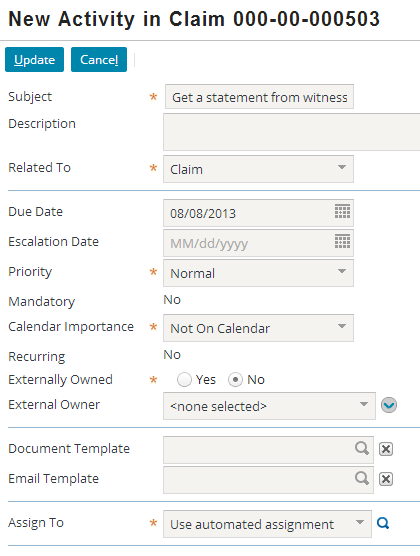 New Activity in Claim 000-00-000503
Update Cancel
Subject * Get a statement from witness
Description
Related To * Claim
Due Date 08/08/2013
Escalation Date MM/dd/yyyy
Priority * Normal
Mandatory No
Calendar Importance * Not On Calendar
Recurring No
Externally Owned * Yes No
External Owner <none selected>
Document Template
Email Template
Assign To * Use automated assignment